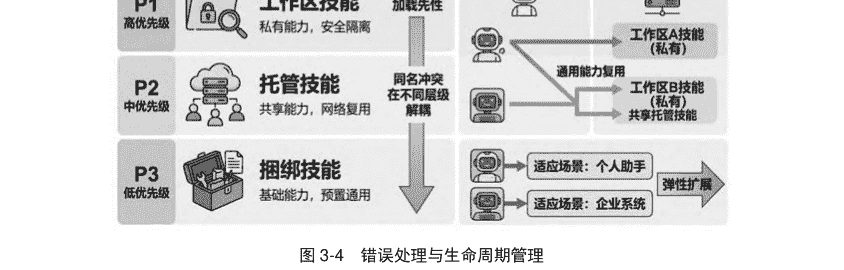 P1
高优先级
工作区技能
私有能力，安全隔离
加载先性
P2
中优先级
托管技能
共享能力，网络复用
同名冲突
在不同层级
解耦
P3
低优先级
捆绑技能
基础能力，预置通用
工作区A技能
(私有)
通用能力复用
工作区B技能
(私有)
共享托管技能
适应场景：个人助手
适应场景：企业系统
弹性扩展
图 3-4　错误处理与生命周期管理